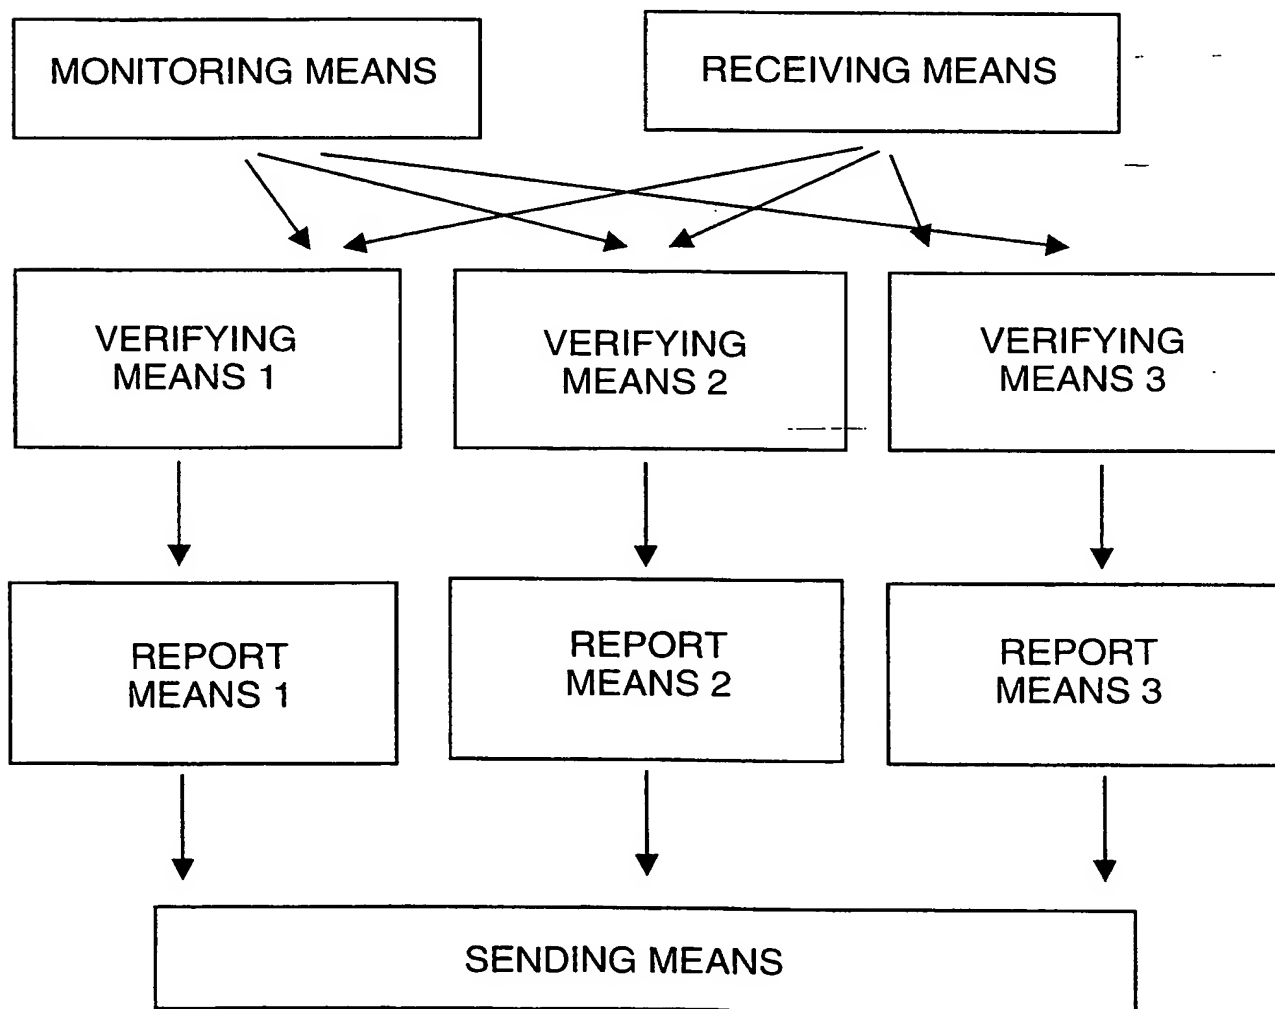 MONITORING MEANS
RECEIVING MEANS
VERIFYING
MEANS 1
VERIFYING
MEANS 2
VERIFYING
MEANS 3
REPORT
MEANS 1
REPORT
MEANS 2
REPORT
MEANS 3
SENDING MEANS